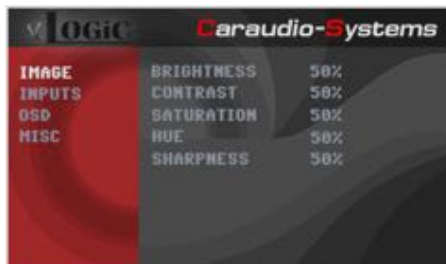 v.LOGiC Caraudio-Systems
IMAGE BRIGHTNESS 50%
INPUTS CONTRAST 50%
OSD SATURATION 50%
MISC HUE 50%
SHARPNESS 50%